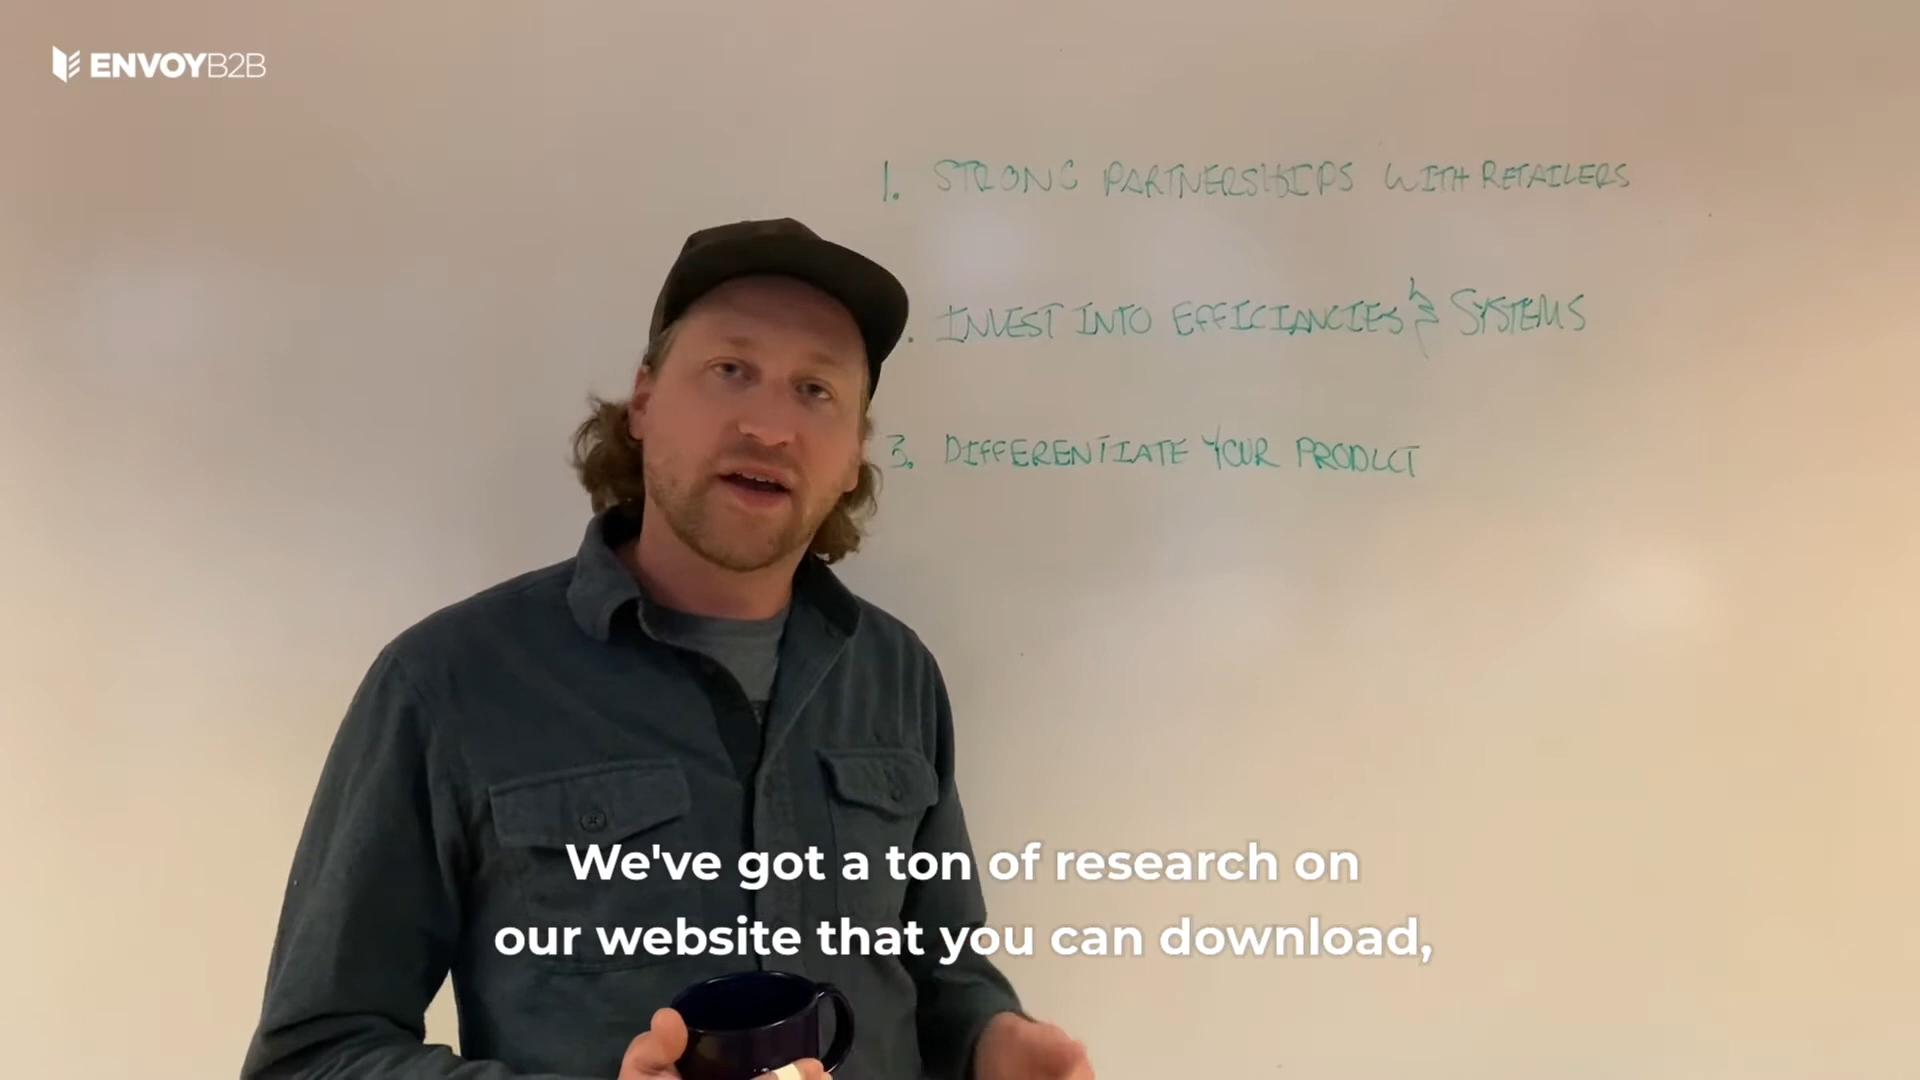 ENVOYB2B
1. STRONG PARTNERSHIPS WITH RETAILERS
. INVEST INTO EFFICIANCIES & SYSTEMS
3. DIFFERENTIATE YOUR PRODUCT
We've got a ton of research on
our website that you can download,